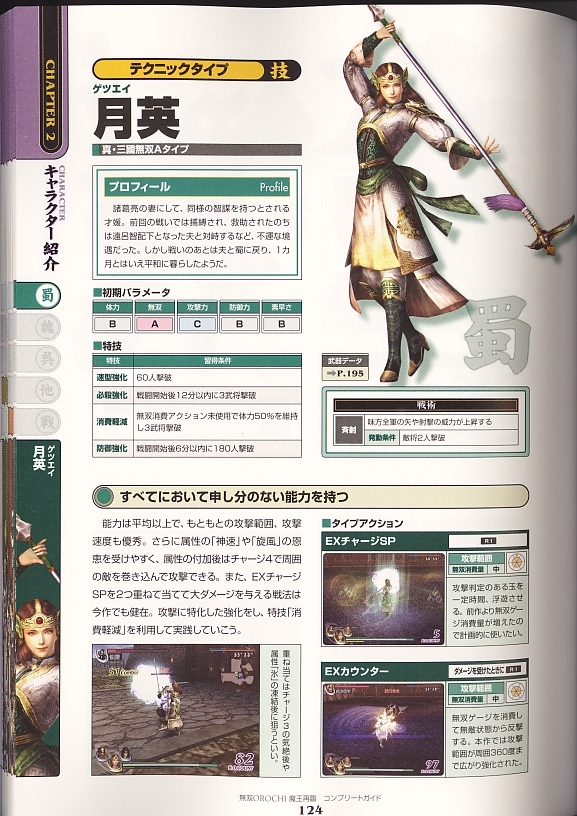 CHAPTER 2
CHARACTER
キャラクター紹介
蜀
魏
呉
他
戦
ゲツエイ
月英
テクニックタイプ 技
ゲツエイ
月英
真・三國無双Aタイプ
プロフィール Profile
諸葛亮の妻にして、同様の智謀を持つとされる
才媛。前回の戦いでは捕縛され、救助されたのち
は遠呂智配下となった夫と対峙するなど、不運な境
遇だった。しかし戦いのあとは夫と蜀に戻り、1カ
月とはいえ平和に暮らしたようだ。
■初期パラメータ
体力 無双 攻撃力 防御力 素早さ
B A C B B
■特技
特技 習得条件
速型強化 60人撃破
必殺強化 戦闘開始後12分以内に3武将撃破
消費軽減 無双消費アクション未使用で体力50%を維持
し3武将撃破
防御強化 戦闘開始後6分以内に180人撃破
蜀
武器データ
➡P.195
戦術
斉射 味方全軍の矢や射撃の威力が上昇する
発動条件 敵将2人撃破
すべてにおいて申し分のない能力を持つ
能力は平均以上で、もともとの攻撃範囲、攻撃
速度も優秀。さらに属性の「神速」や「旋風」の恩
恵を受けやすく、属性の付加後はチャージ4で周囲
の敵を巻き込んで攻撃できる。また、EXチャージ
SPを2つ重ねて当てて大ダメージを与える戦法は
今作でも健在。攻撃に特化した強化をし、特技「消
費軽減」を利用して実践していこう。
82
重ね当てはチャージ3の気絶後や
属性「氷」の凍結後に狙うといい。
■タイプアクション
EXチャージSP R1
5
攻撃範囲
無双消費量 中
攻撃判定のある玉を
一定時間、浮遊させ
る。前作より無双ゲー
ジ消費量が増えたの
で計画的に使いたい。
EXカウンター ダメージを受けたときに R1
97
攻撃範囲
無双消費量 中
無双ゲージを消費し
て無敵状態から反撃
する。本作では攻撃
範囲が周囲360度ま
で広がり強化された。
無双OROCHI 魔王再臨 コンプリートガイド
124